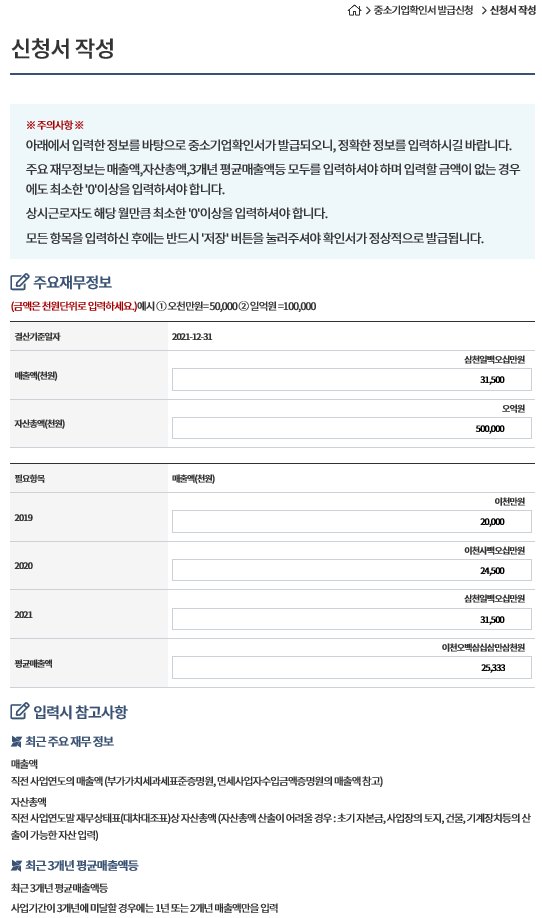 중소기업확인서 발급신청 > 신청서 작성
신청서 작성
※ 주의사항 ※
아래에서 입력한 정보를 바탕으로 중소기업확인서가 발급되오니, 정확한 정보를 입력하시길 바랍니다.
주요 재무정보는 매출액,자산총액,3개년 평균매출액등 모두를 입력하셔야 하며 입력할 금액이 없는 경우
에도 최소한 '0'이상을 입력하셔야 합니다.
상시근로자도 해당 월만큼 최소한 '0'이상을 입력하셔야 합니다.
모든 항목을 입력하신 후에는 반드시 '저장' 버튼을 눌러주셔야 확인서가 정상적으로 발급됩니다.
주요재무정보
(금액은 천원단위로 입력하세요.)예시 ① 오천만원= 50,000 ② 일억원 =100,000
결산기준일자 2021-12-31
삼천일백오십만원
매출액(천원) 31,500
오억원
자산총액(천원) 500,000
필요항목 매출액(천원)
이천만원
2019 20,000
이천사백오십만원
2020 24,500
삼천일백오십만원
2021 31,500
이천오백삼십삼만삼천원
평균매출액 25,333
입력시 참고사항
최근 주요 재무 정보
매출액
직전 사업연도의 매출액 (부가가치세과세표준증명원, 면세사업자수입금액증명원의 매출액 참고)
자산총액
직전 사업연도말 재무상태표(대차대조표)상 자산총액 (자산총액 산출이 어려울 경우 : 초기 자본금, 사업장의 토지, 건물, 기계장치등의 산
출이 가능한 자산 입력)
최근 3개년 평균매출액등
최근 3개년 평균매출액등
사업기간이 3개년에 미달할 경우에는 1년 또는 2개년 매출액만을 입력